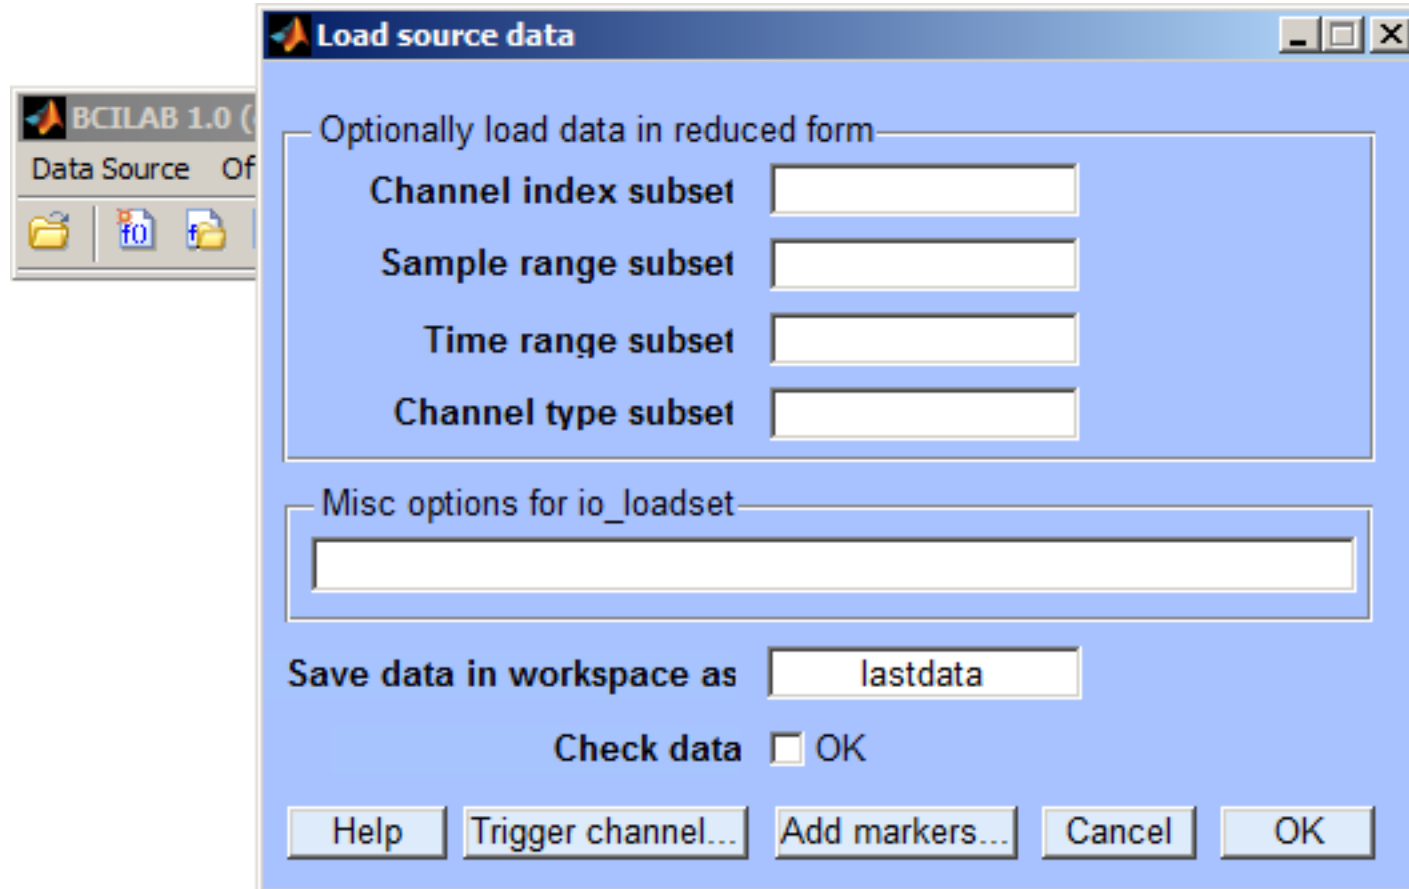 Load source data
BCILAB 1.0 (
Data Source Of
Optionally load data in reduced form
Channel index subset
Sample range subset
Time range subset
Channel type subset
Misc options for io_loadset
Save data in workspace as lastdata
Check data OK
Help Trigger channel... Add markers... Cancel OK